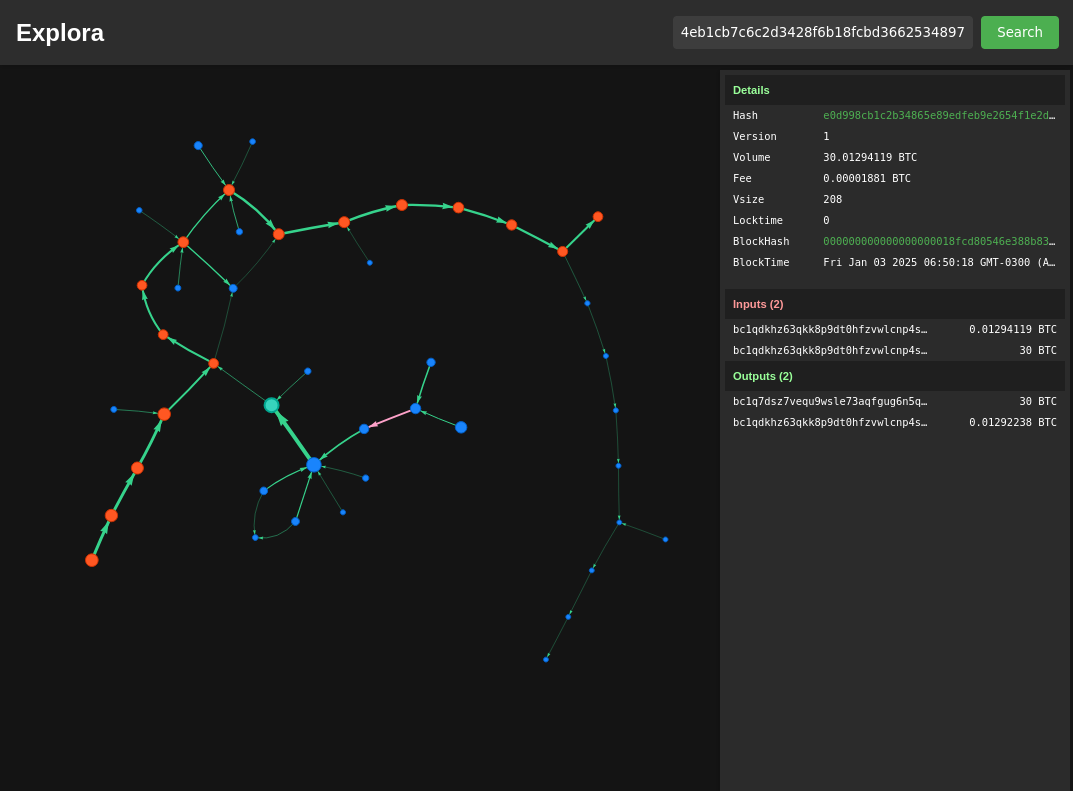 Explora
4eb1cb7c6c2d3428f6b18fcbd3662534897
Search
Details
Hash e0d998cb1c2b34865e89edfeb9e2654f1e2d…
Version 1
Volume 30.01294119 BTC
Fee 0.00001881 BTC
Vsize 208
Locktime 0
BlockHash 000000000000000000018fcd80546e388b83…
BlockTime Fri Jan 03 2025 06:50:18 GMT-0300 (A…
Inputs (2)
bc1qdkhz63qkk8p9dt0hfzvwlcnp4s… 0.01294119 BTC
bc1qdkhz63qkk8p9dt0hfzvwlcnp4s… 30 BTC
Outputs (2)
bc1q7dsz7vequ9wsle73aqfgug6n5q… 30 BTC
bc1qdkhz63qkk8p9dt0hfzvwlcnp4s… 0.01292238 BTC